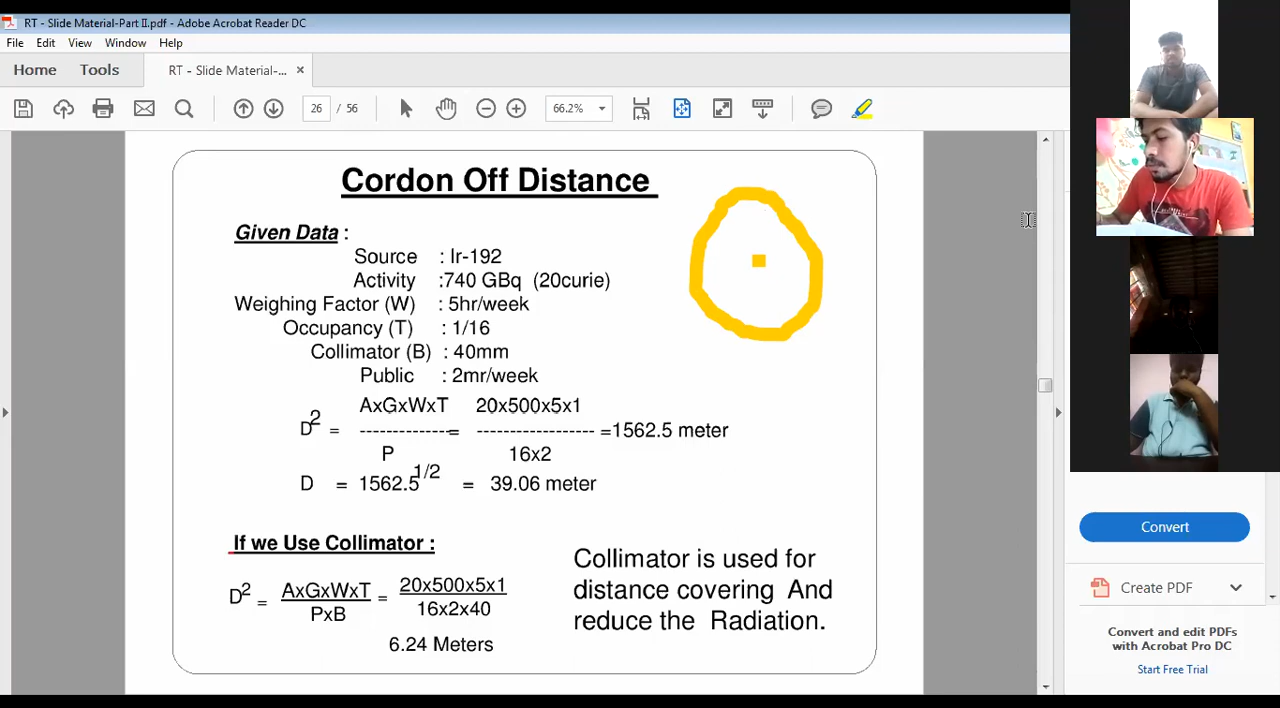 RT - Slide Material-Part II.pdf - Adobe Acrobat Reader DC
File Edit View Window Help
Home Tools RT - Slide Material-... ×
26 / 56 66.2%
Cordon Off Distance
Given Data :
Source : Ir-192
Activity :740 GBq (20curie)
Weighing Factor (W) : 5hr/week
Occupancy (T) : 1/16
Collimator (B) : 40mm
Public : 2mr/week
AxGxWxT 20x500x5x1
D2 = --------------= ------------------ =1562.5 meter
P 16x2
D = 1562.5 1/2 = 39.06 meter
If we Use Collimator :
D2 = AxGxWxT = 20x500x5x1
PxB 16x2x40
6.24 Meters
Collimator is used for
distance covering And
reduce the Radiation.
Convert
Create PDF
Convert and edit PDFs
with Acrobat Pro DC
Start Free Trial